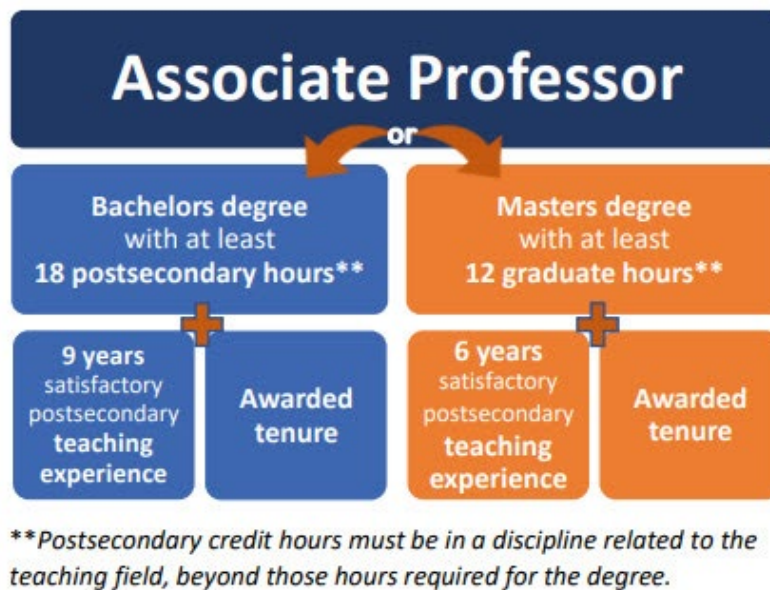 Associate Professor
or
Bachelors degree
with at least
18 postsecondary hours**
9 years
satisfactory
postsecondary
teaching
experience
Awarded
tenure
Masters degree
with at least
12 graduate hours**
6 years
satisfactory
postsecondary
teaching
experience
Awarded
tenure
**Postsecondary credit hours must be in a discipline related to the
teaching field, beyond those hours required for the degree.